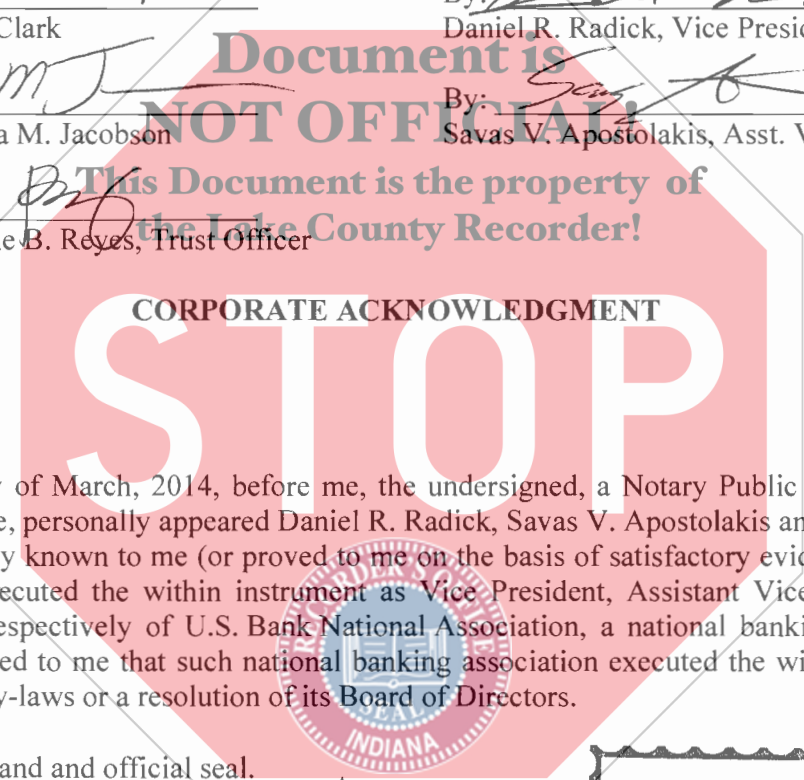 By:
Clark
Daniel R. Radick, Vice Presid
Document is
By:
a M. Jacobson
NOT OFFICIAL!
Savas V. Apostolakis, Asst. V
This Document is the property of
the Lake County Recorder!
e B. Reyes, Trust Officer
CORPORATE ACKNOWLEDGMENT
STOP
of March, 2014, before me, the undersigned, a Notary Public
e, personally appeared Daniel R. Radick, Savas V. Apostolakis an
y known to me (or proved to me on the basis of satisfactory evid
ecuted the within instrument as Vice President, Assistant Vice
espectively of U.S. Bank National Association, a national banki
ed to me that such national banking association executed the wi
y-laws or a resolution of its Board of Directors.
RECORDER'S OFFICE
SEAL
INDIANA
and and official seal.